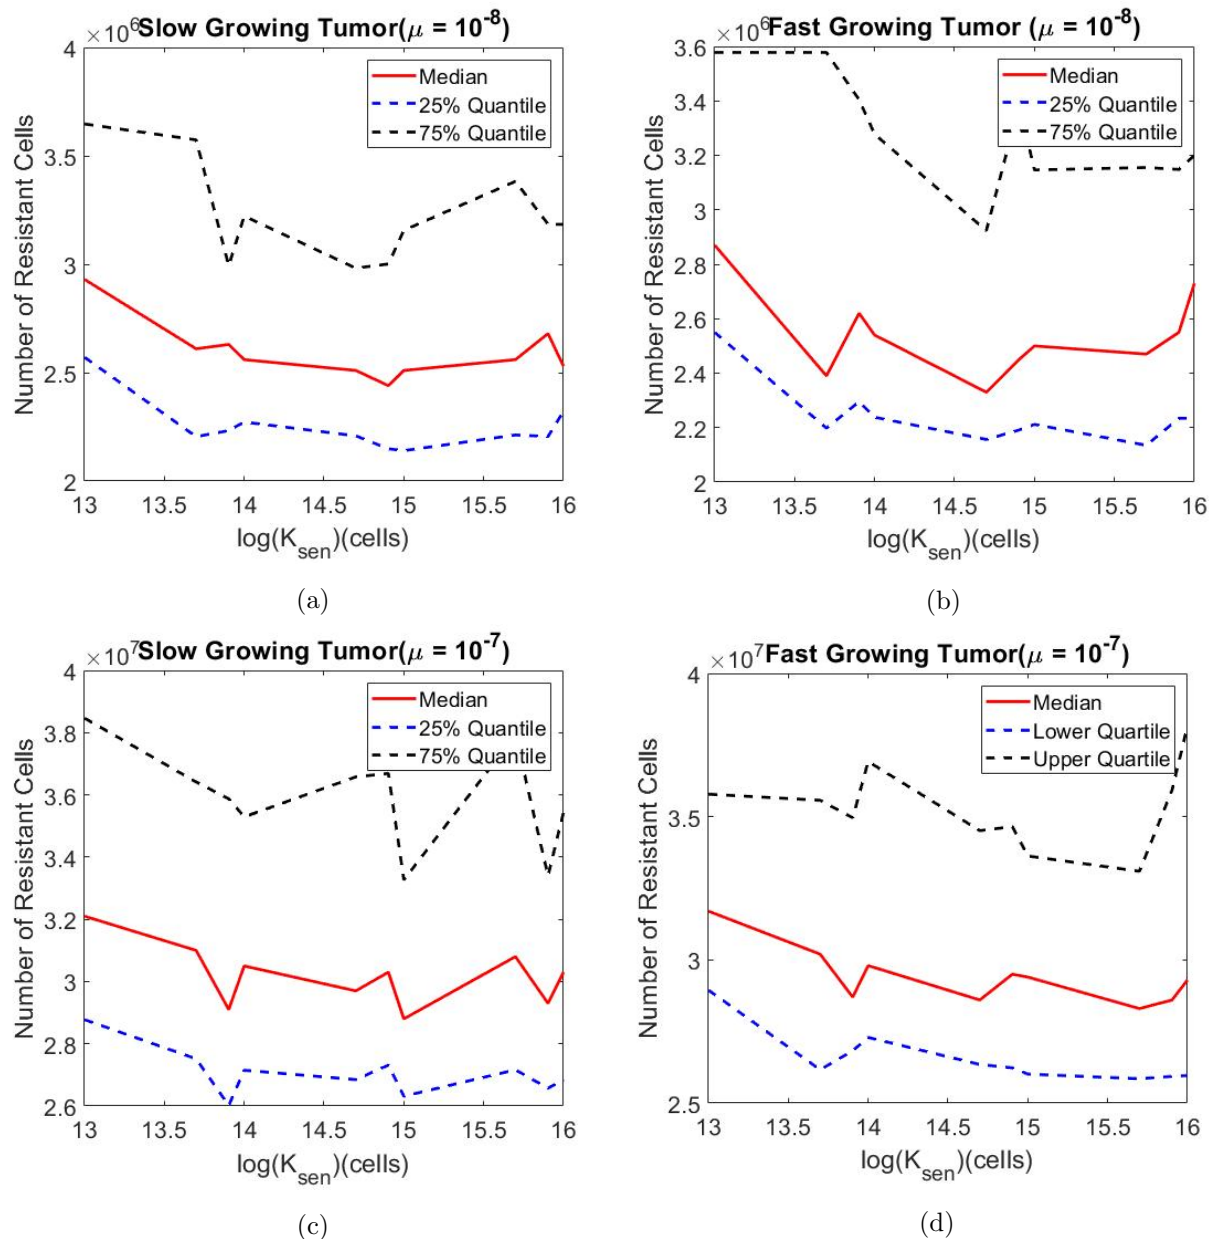 ×10⁶ Slow Growing Tumor(μ = 10⁻⁸)
4
3.5
3
2.5
2
Number of Resistant Cells
Median
25% Quantile
75% Quantile
13 13.5 14 14.5 15 15.5 16
log(K_sen)(cells)
(a)
×10⁶ Fast Growing Tumor (μ = 10⁻⁸)
3.6
3.4
3.2
3
2.8
2.6
2.4
2.2
2
Number of Resistant Cells
Median
25% Quantile
75% Quantile
13 13.5 14 14.5 15 15.5 16
log(K_sen)(cells)
(b)
×10⁷ Slow Growing Tumor(μ = 10⁻⁷)
4
3.8
3.6
3.4
3.2
3
2.8
2.6
Number of Resistant Cells
Median
25% Quantile
75% Quantile
13 13.5 14 14.5 15 15.5 16
log(K_sen)(cells)
(c)
×10⁷ Fast Growing Tumor(μ = 10⁻⁷)
4
3.5
3
2.5
Number of Resistant Cells
Median
Lower Quartile
Upper Quartile
13 13.5 14 14.5 15 15.5 16
log(K_sen)(cells)
(d)